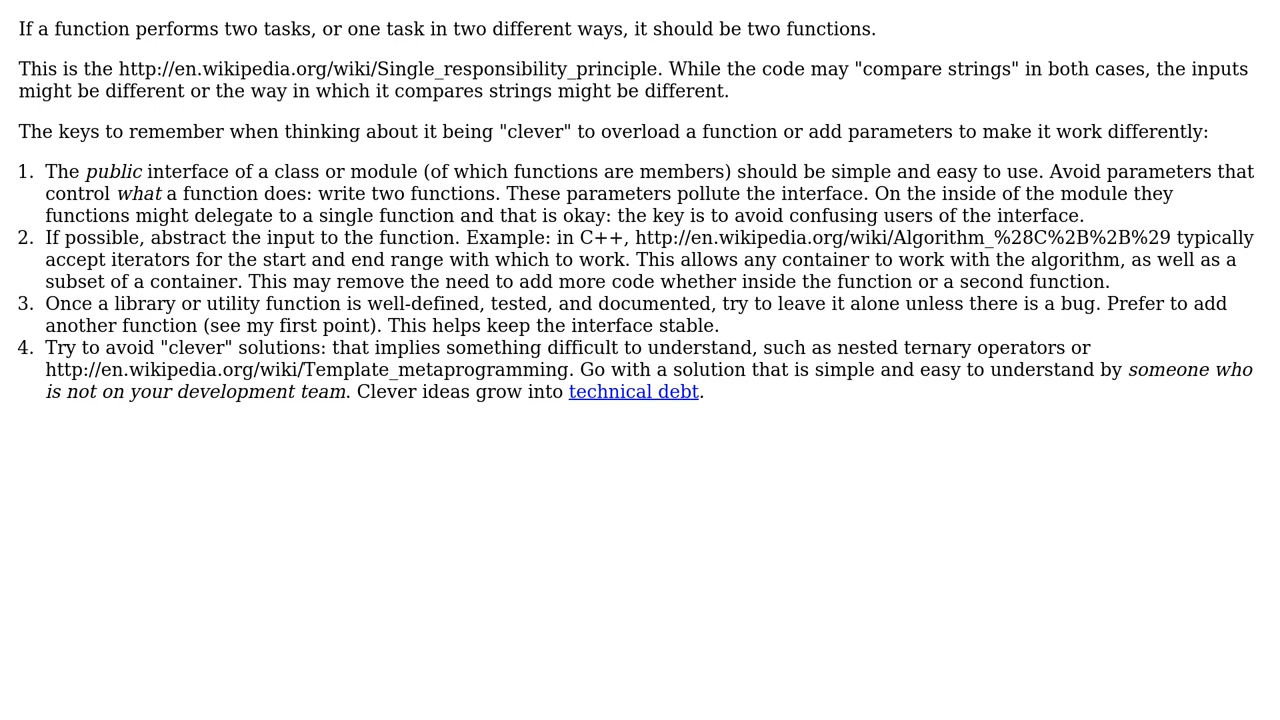 If a function performs two tasks, or one task in two different ways, it should be two functions.
This is the http://en.wikipedia.org/wiki/Single_responsibility_principle. While the code may "compare strings" in both cases, the inputs
might be different or the way in which it compares strings might be different.
The keys to remember when thinking about it being "clever" to overload a function or add parameters to make it work differently:
1. The public interface of a class or module (of which functions are members) should be simple and easy to use. Avoid parameters that
control what a function does: write two functions. These parameters pollute the interface. On the inside of the module they
functions might delegate to a single function and that is okay: the key is to avoid confusing users of the interface.
2. If possible, abstract the input to the function. Example: in C++, http://en.wikipedia.org/wiki/Algorithm_%28C%2B%2B%29 typically
accept iterators for the start and end range with which to work. This allows any container to work with the algorithm, as well as a
subset of a container. This may remove the need to add more code whether inside the function or a second function.
3. Once a library or utility function is well-defined, tested, and documented, try to leave it alone unless there is a bug. Prefer to add
another function (see my first point). This helps keep the interface stable.
4. Try to avoid "clever" solutions: that implies something difficult to understand, such as nested ternary operators or
http://en.wikipedia.org/wiki/Template_metaprogramming. Go with a solution that is simple and easy to understand by someone who
is not on your development team. Clever ideas grow into technical debt.